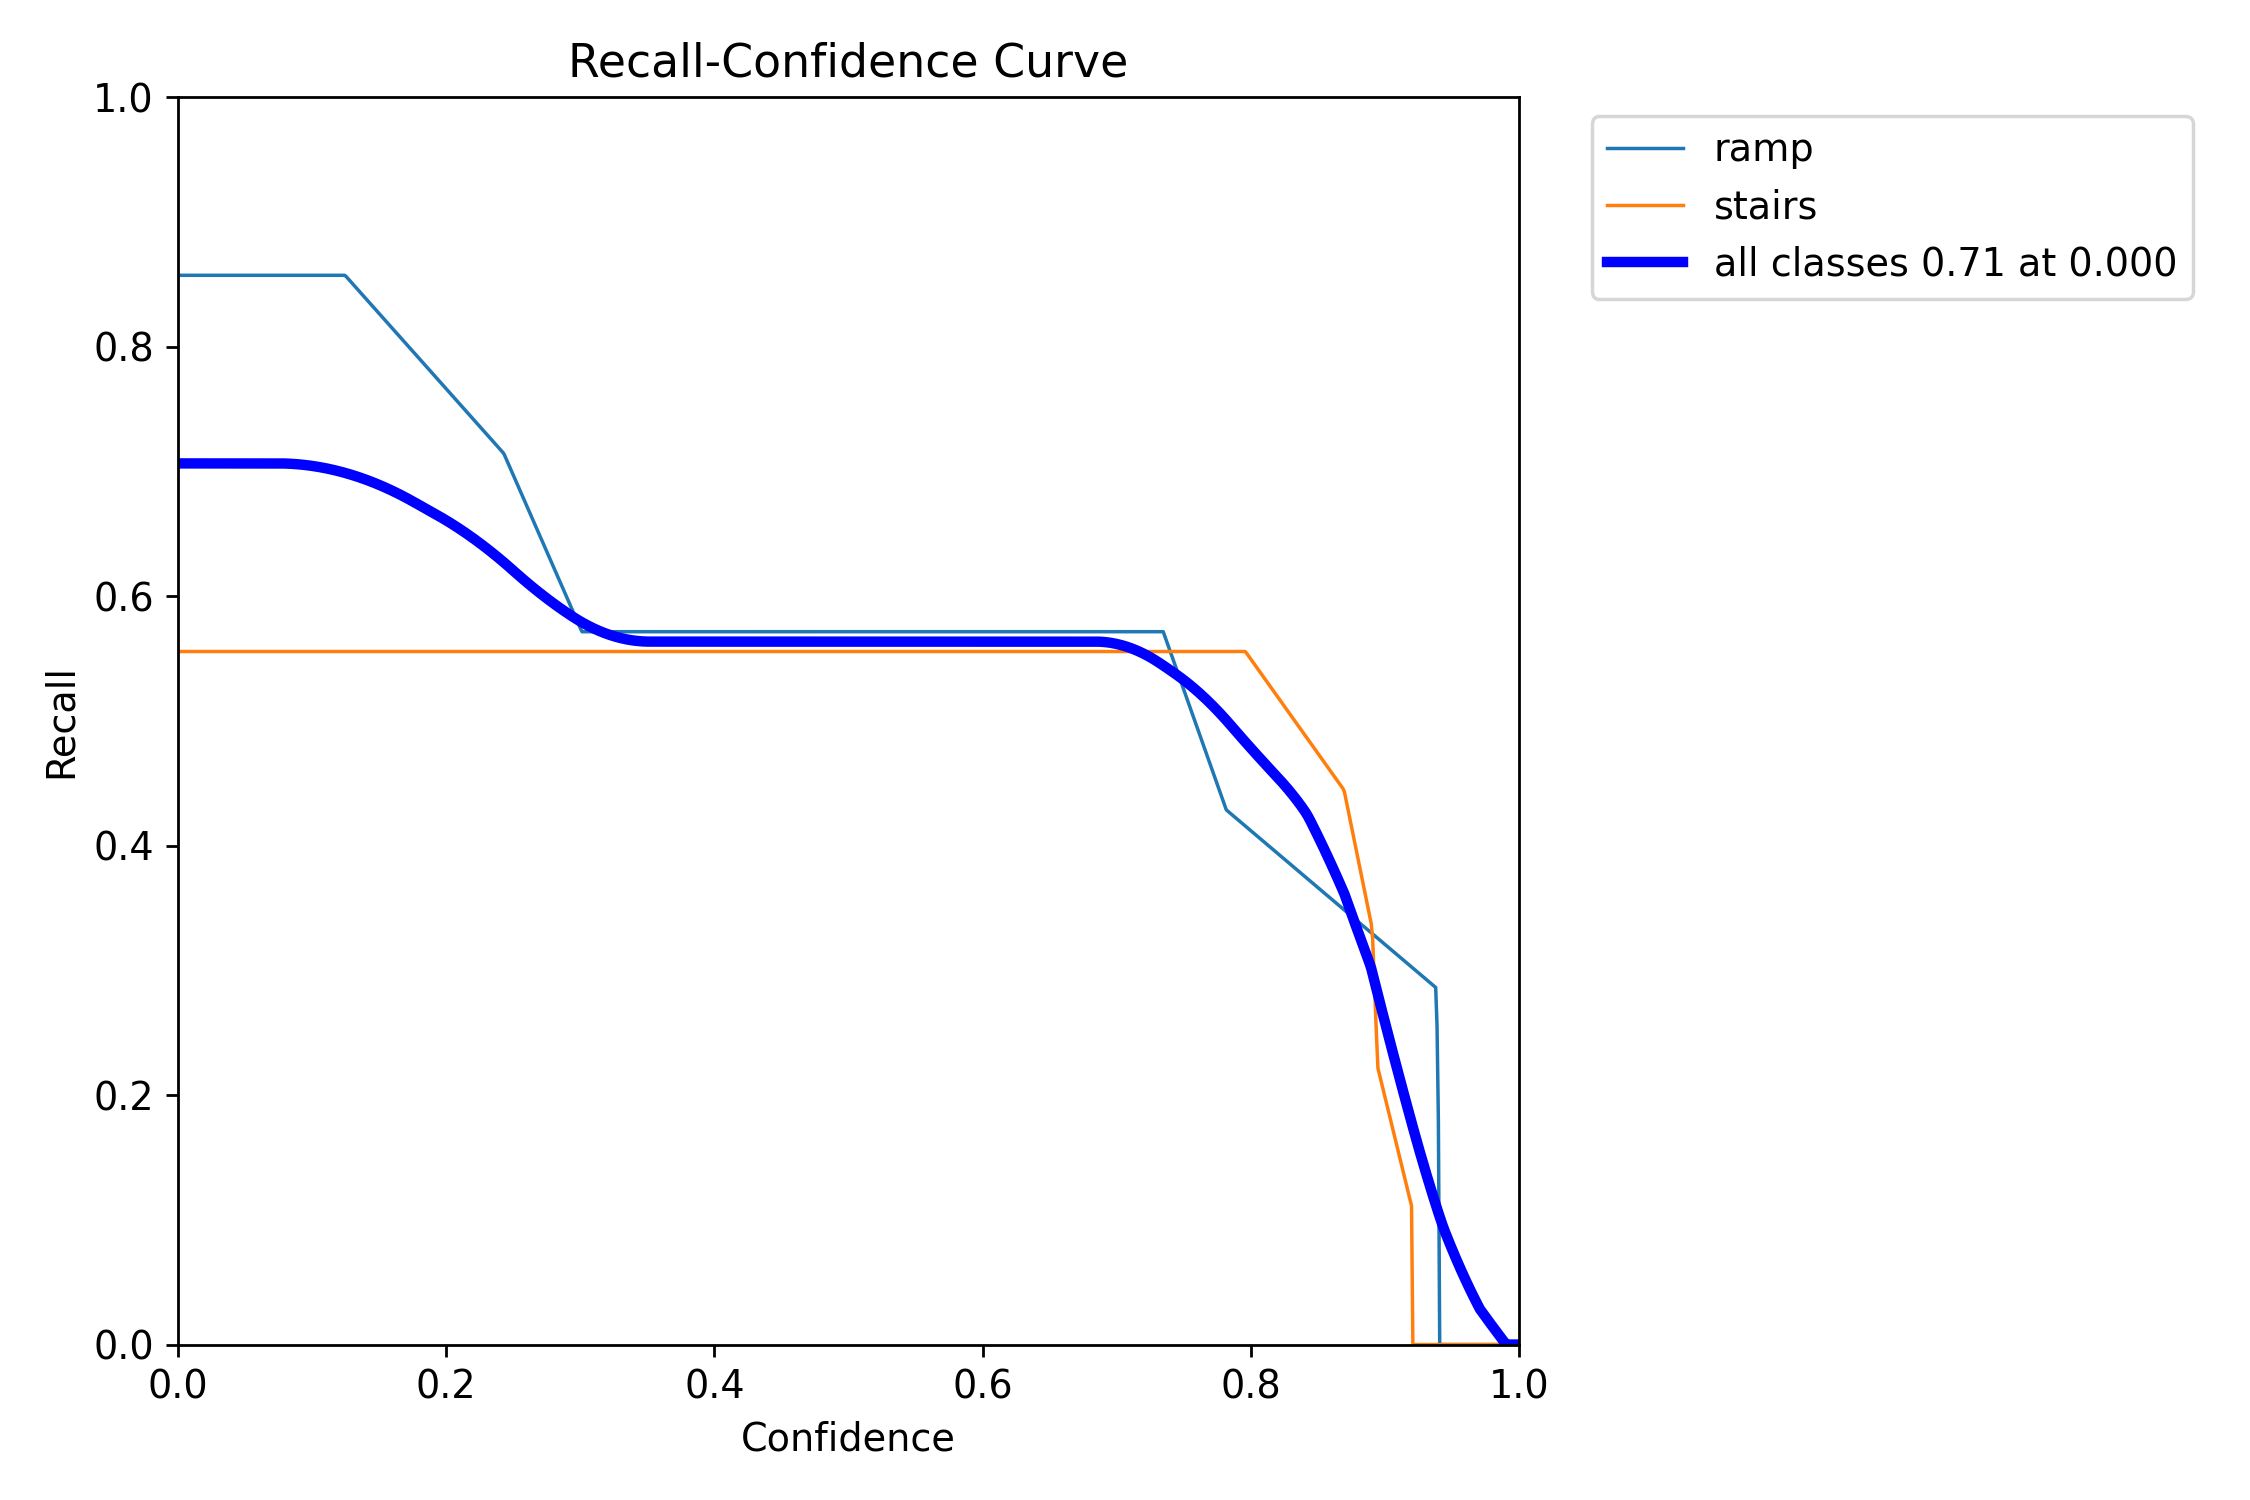 Recall-Confidence Curve
1.0
0.8
0.6
0.4
0.2
0.0
Recall
0.0 0.2 0.4 0.6 0.8 1.0
Confidence
ramp
stairs
all classes 0.71 at 0.000